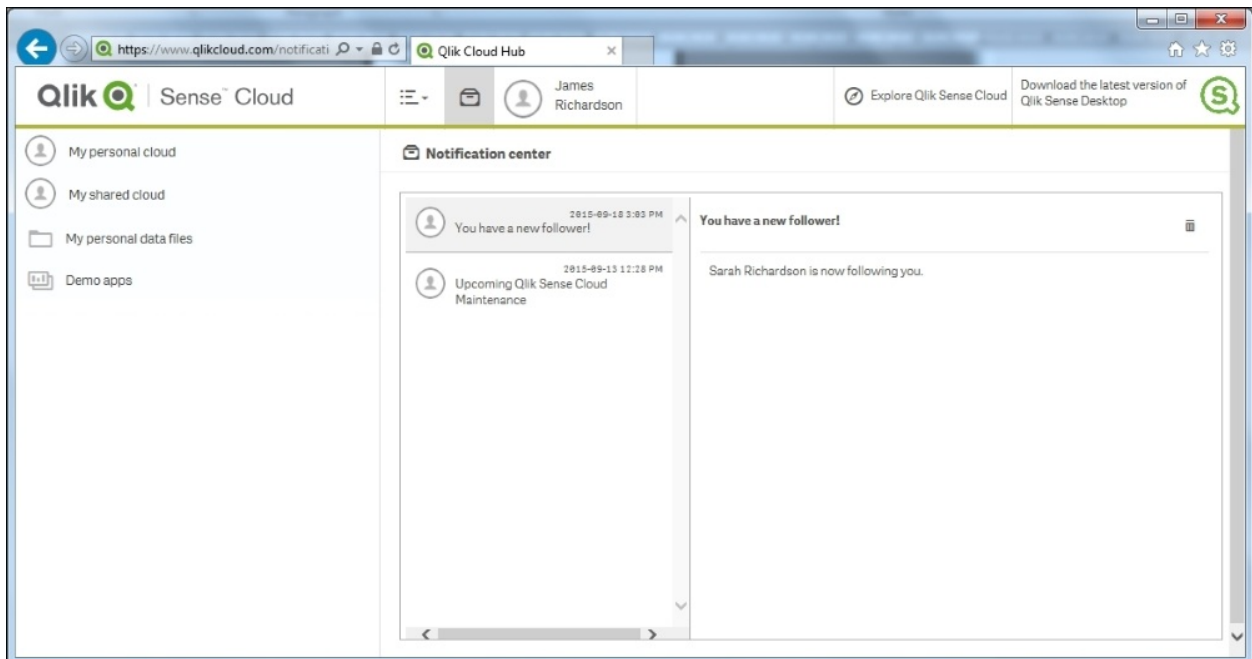 https://www.qlikcloud.com/notificati
Qlik Cloud Hub
Qlik Sense™ Cloud
James
Richardson
Explore Qlik Sense Cloud
Download the latest version of
Qlik Sense Desktop
S
My personal cloud
My shared cloud
My personal data files
Demo apps
Notification center
2015-09-18 3:03 PM
You have a new follower!
2015-09-13 12:28 PM
Upcoming Qlik Sense Cloud
Maintenance
You have a new follower!
Sarah Richardson is now following you.